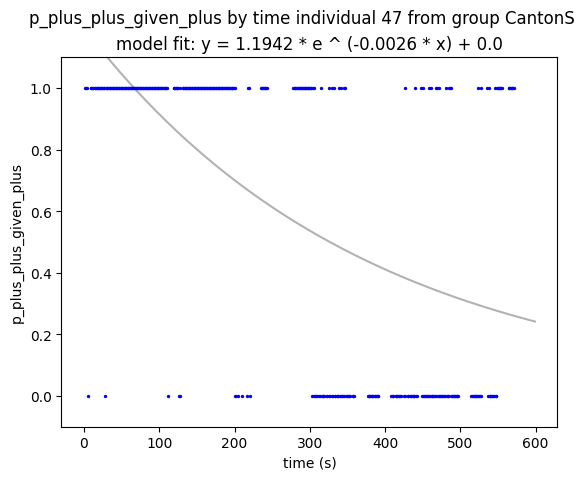 p_plus_plus_given_plus by time individual 47 from group CantonS
model fit: y = 1.1942 * e ^ (-0.0026 * x) + 0.0
1.0
0.8
0.6
0.4
0.2
0.0
p_plus_plus_given_plus
0 100 200 300 400 500 600
time (s)